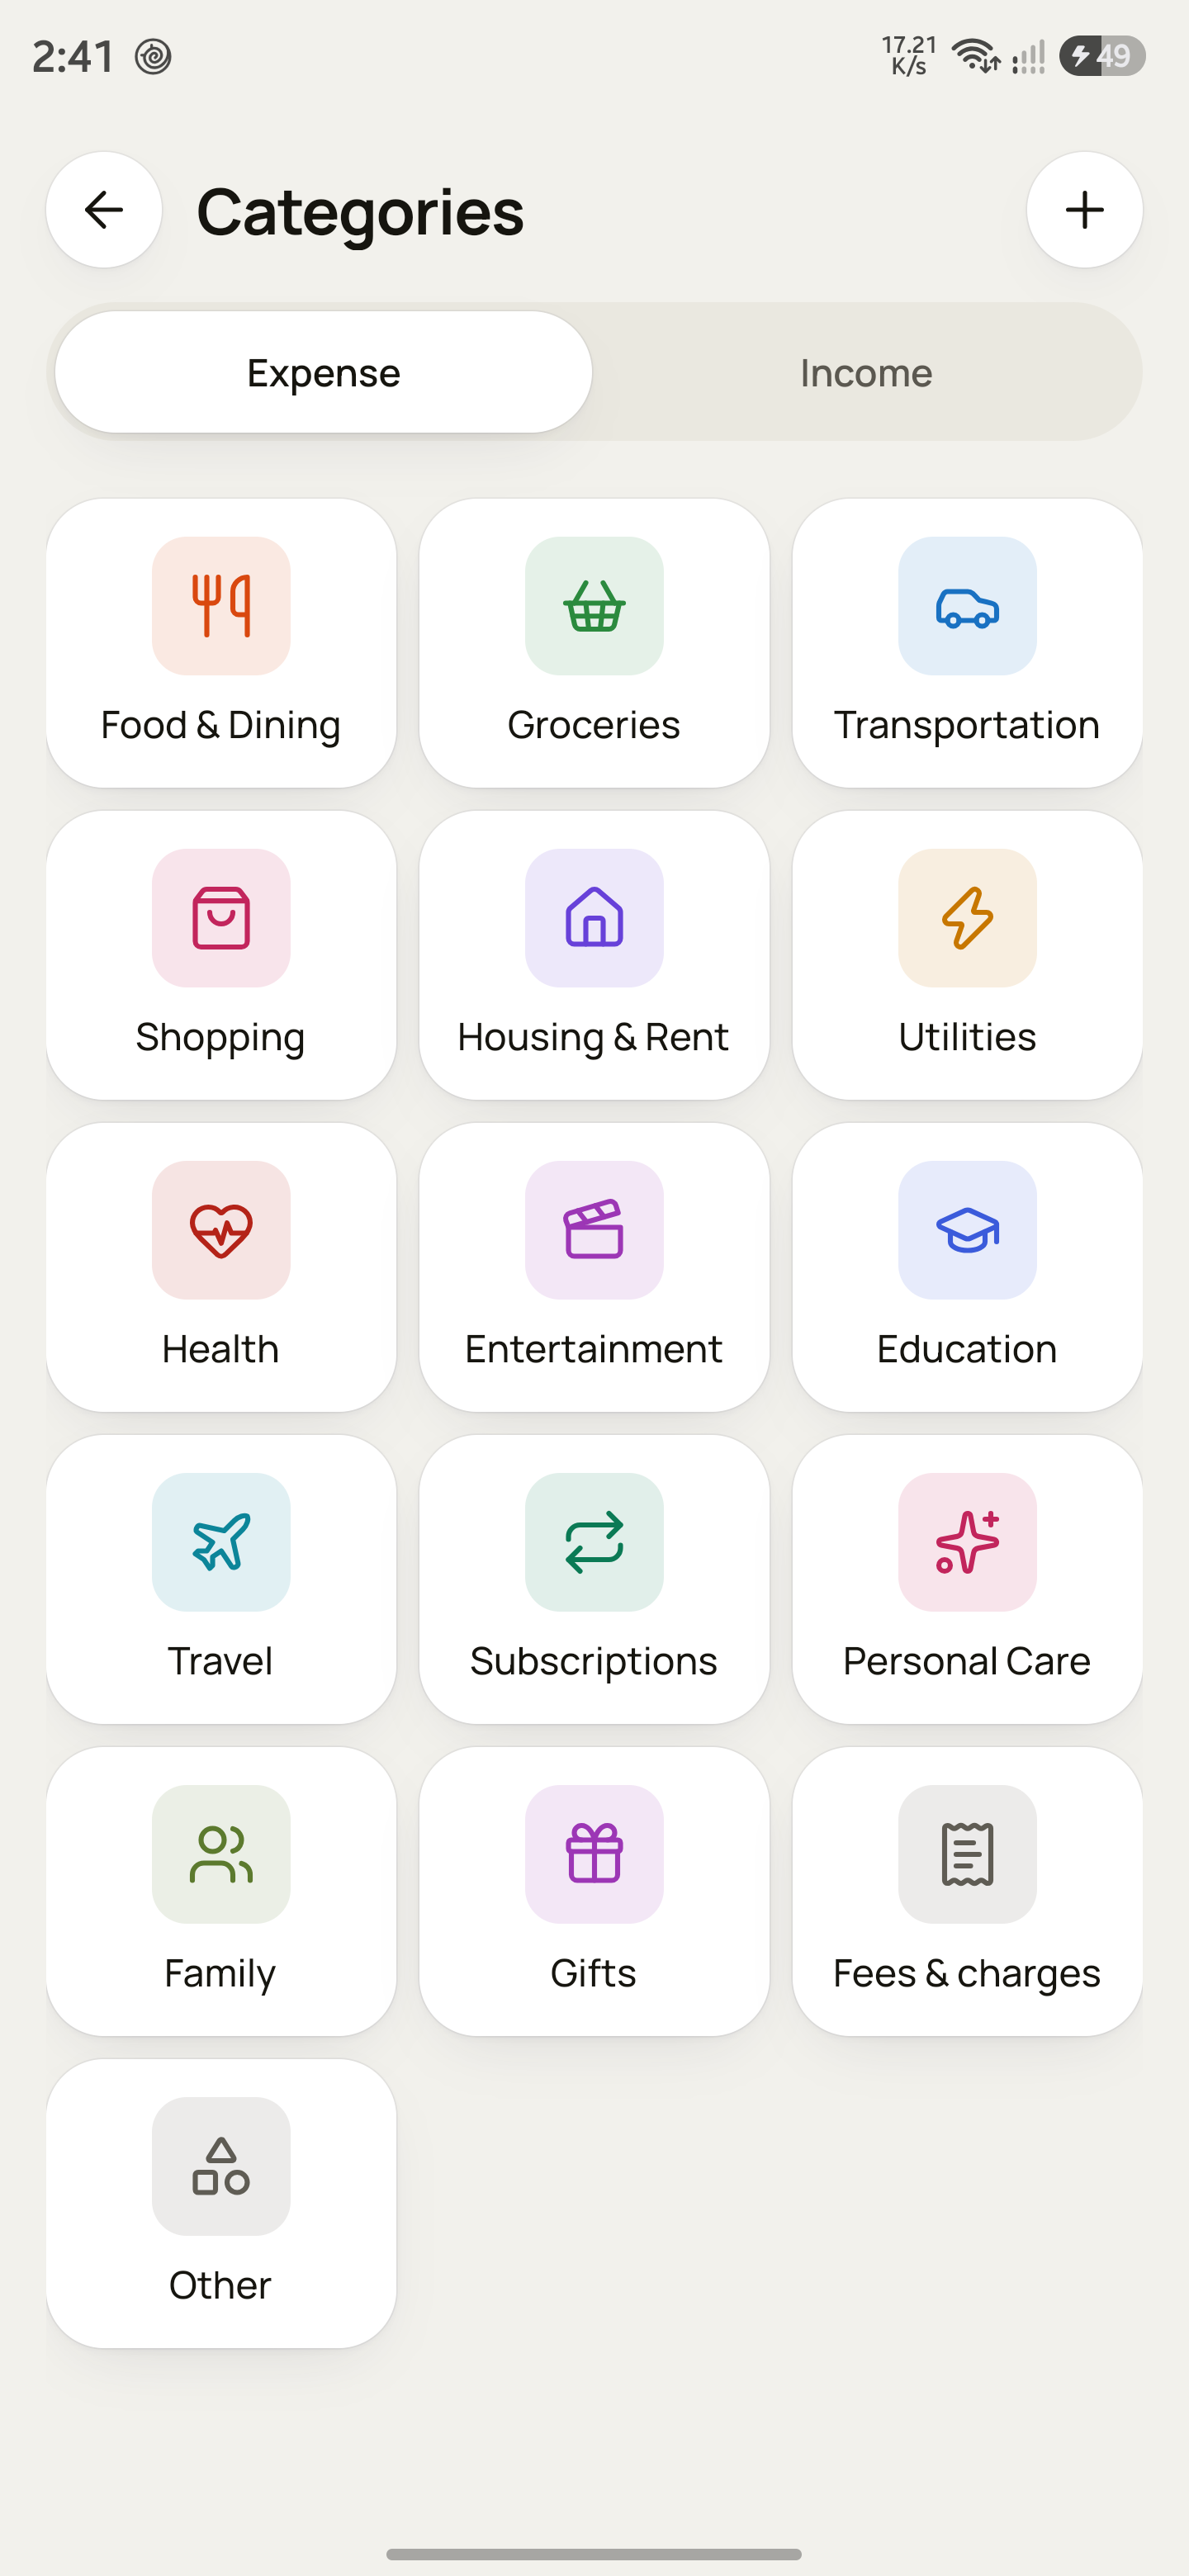 2:41
17.21
K/s
49
Categories
Expense
Income
Food & Dining
Groceries
Transportation
Shopping
Housing & Rent
Utilities
Health
Entertainment
Education
Travel
Subscriptions
Personal Care
Family
Gifts
Fees & charges
Other